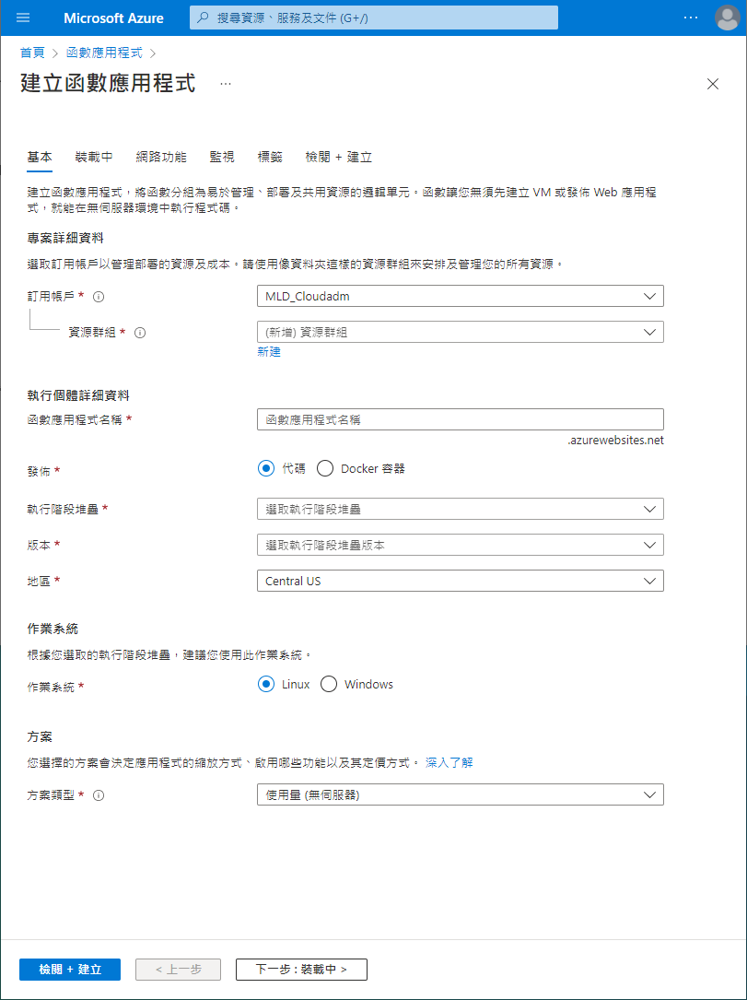 Microsoft Azure
搜尋資源、服務及文件 (G+/)
首頁 > 函數應用程式 >
建立函數應用程式 ...
基本 裝載中 網路功能 監視 標籤 檢閱 + 建立
建立函數應用程式，將函數分組為易於管理、部署及共用資源的邏輯單元。函數讓您無須先建立 VM 或發佈 Web 應用程
式，就能在無伺服器環境中執行程式碼。
專案詳細資料
選取訂用帳戶以管理部署的資源及成本。請使用像資料夾這樣的資源群組來安排及管理您的所有資源。
訂用帳戶 * MLD_Cloudadm
資源群組 * (新增) 資源群組
新建
執行個體詳細資料
函數應用程式名稱 * 函數應用程式名稱
.azurewebsites.net
發佈 * 代碼 Docker 容器
執行階段堆疊 * 選取執行階段堆疊
版本 * 選取執行階段堆疊版本
地區 * Central US
作業系統
根據您選取的執行階段堆疊，建議您使用此作業系統。
作業系統 * Linux Windows
方案
您選擇的方案會決定應用程式的縮放方式、啟用哪些功能以及其定價方式。 深入了解
方案類型 * 使用量 (無伺服器)
檢閱 + 建立 < 上一步 下一步 : 裝載中 >